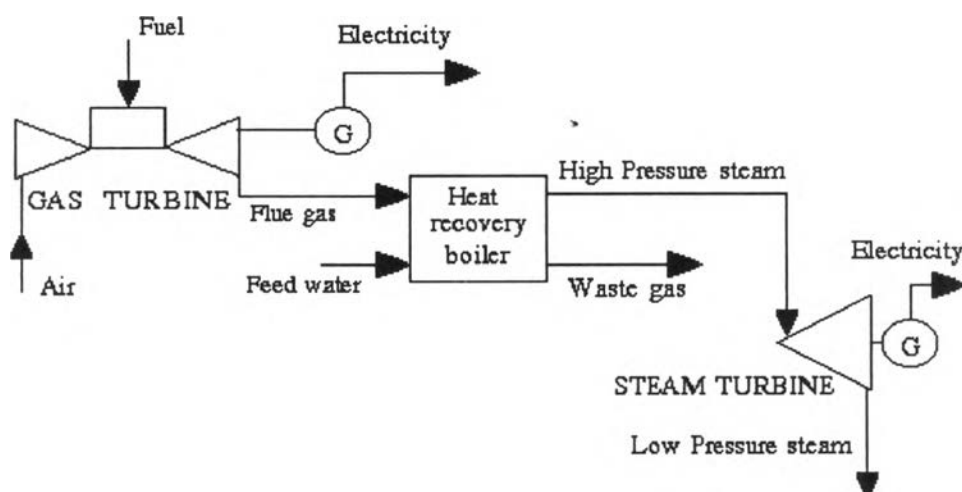 Fuel
Electricity
G
GAS TURBINE
Flue gas
Air
Feed water
Heat
recovery
boiler
High Pressure steam
Waste gas
Electricity
G
STEAM TURBINE
Low Pressure steam